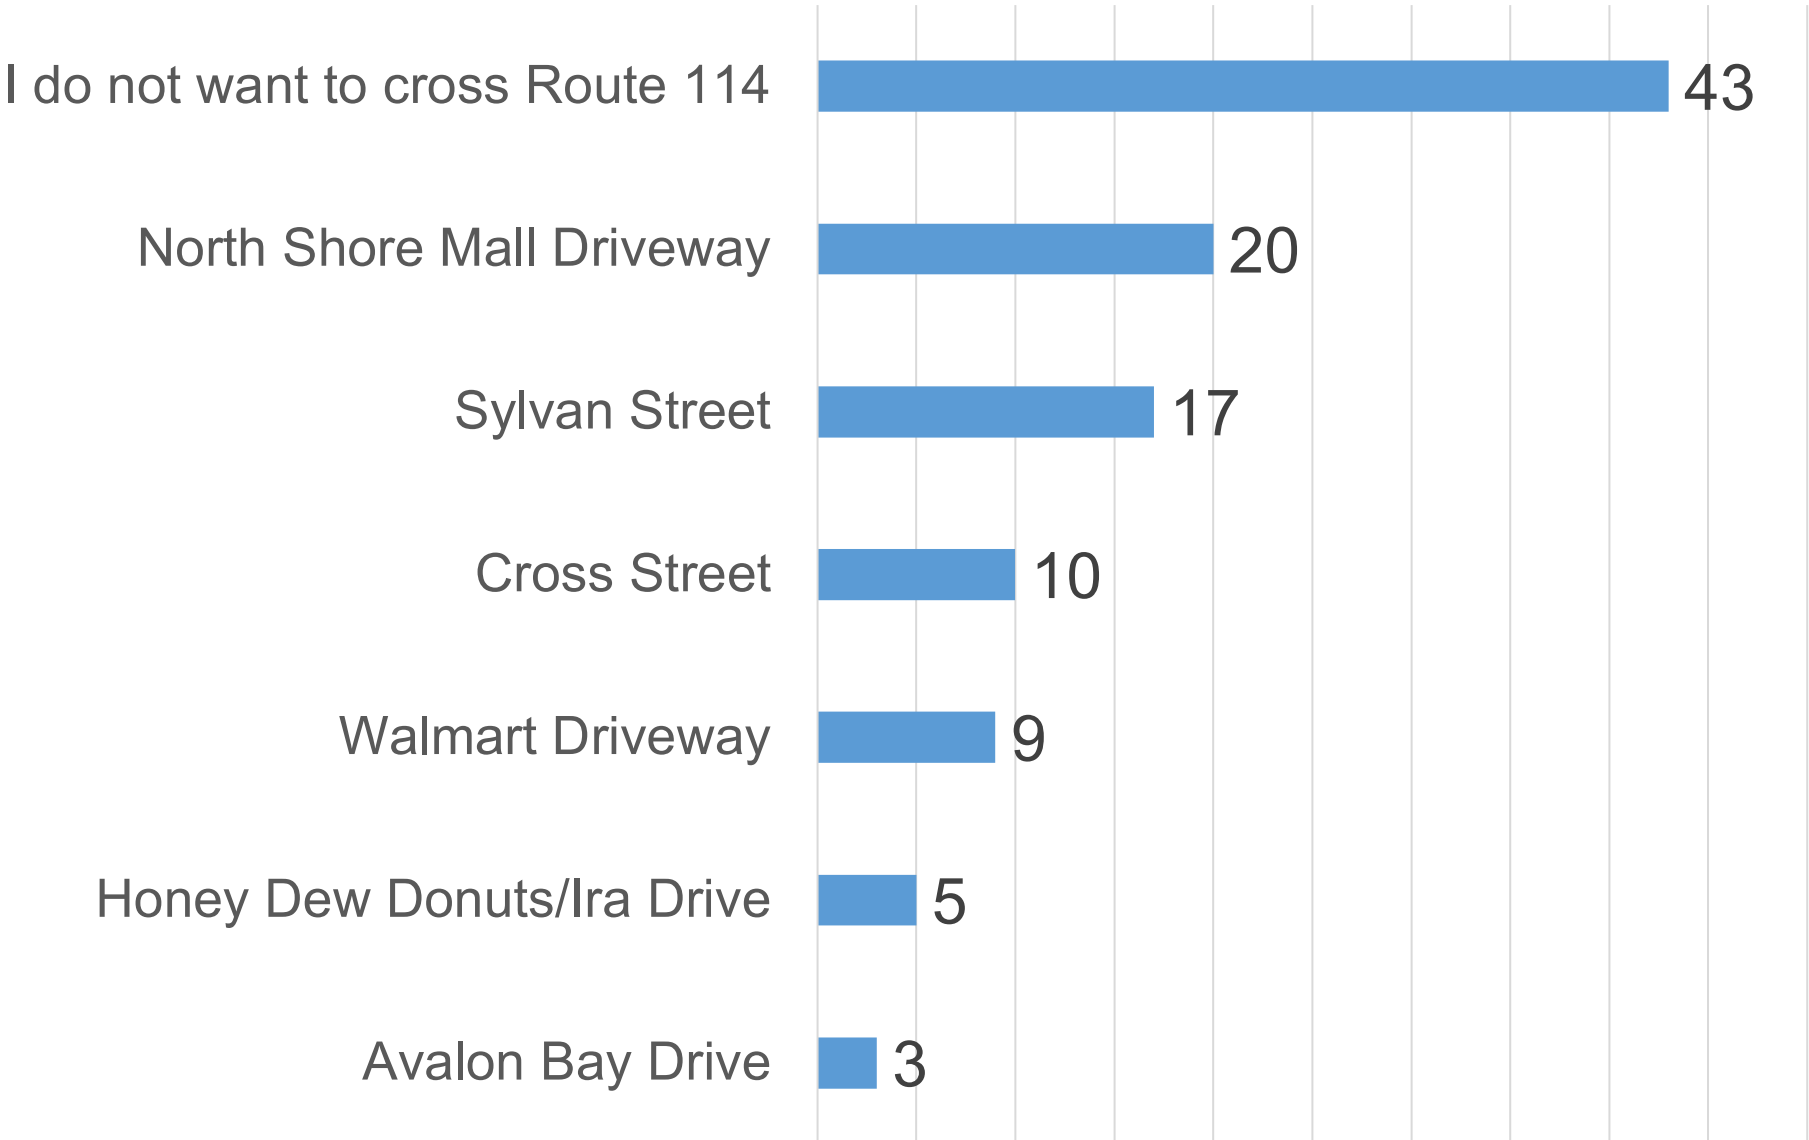 I do not want to cross Route 114 43
North Shore Mall Driveway 20
Sylvan Street 17
Cross Street 10
Walmart Driveway 9
Honey Dew Donuts/Ira Drive 5
Avalon Bay Drive 3